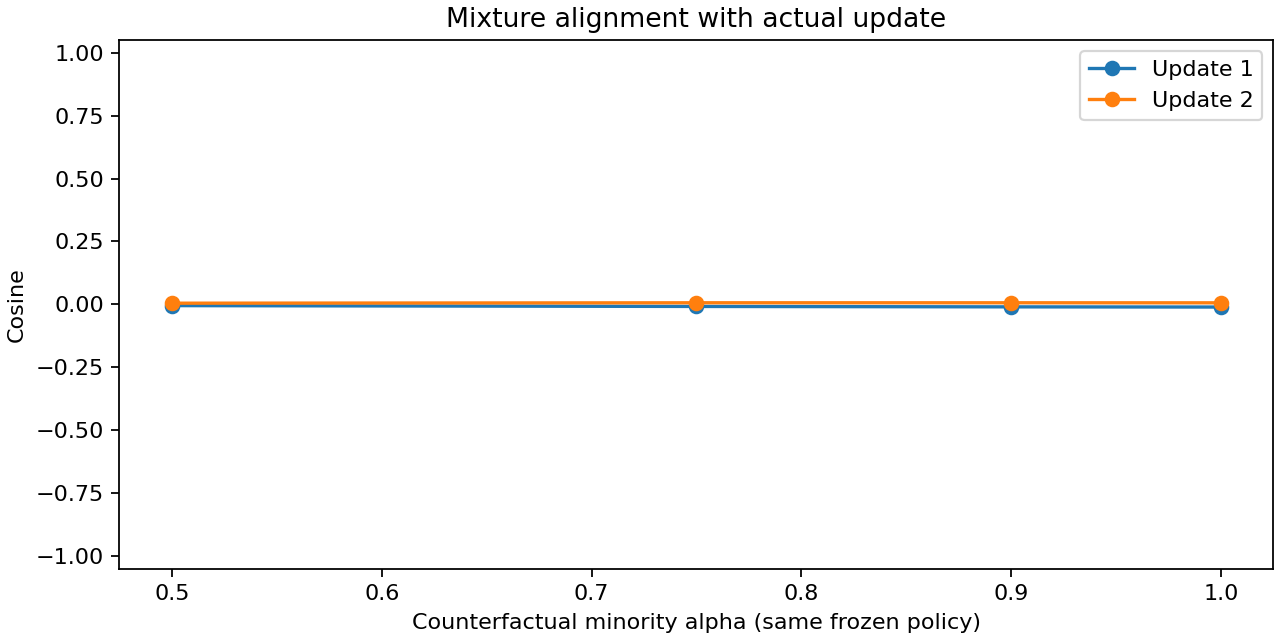 Mixture alignment with actual update
1.00
0.75
0.50
0.25
0.00
−0.25
−0.50
−0.75
−1.00
Cosine
Update 1
Update 2
0.5 0.6 0.7 0.8 0.9 1.0
Counterfactual minority alpha (same frozen policy)